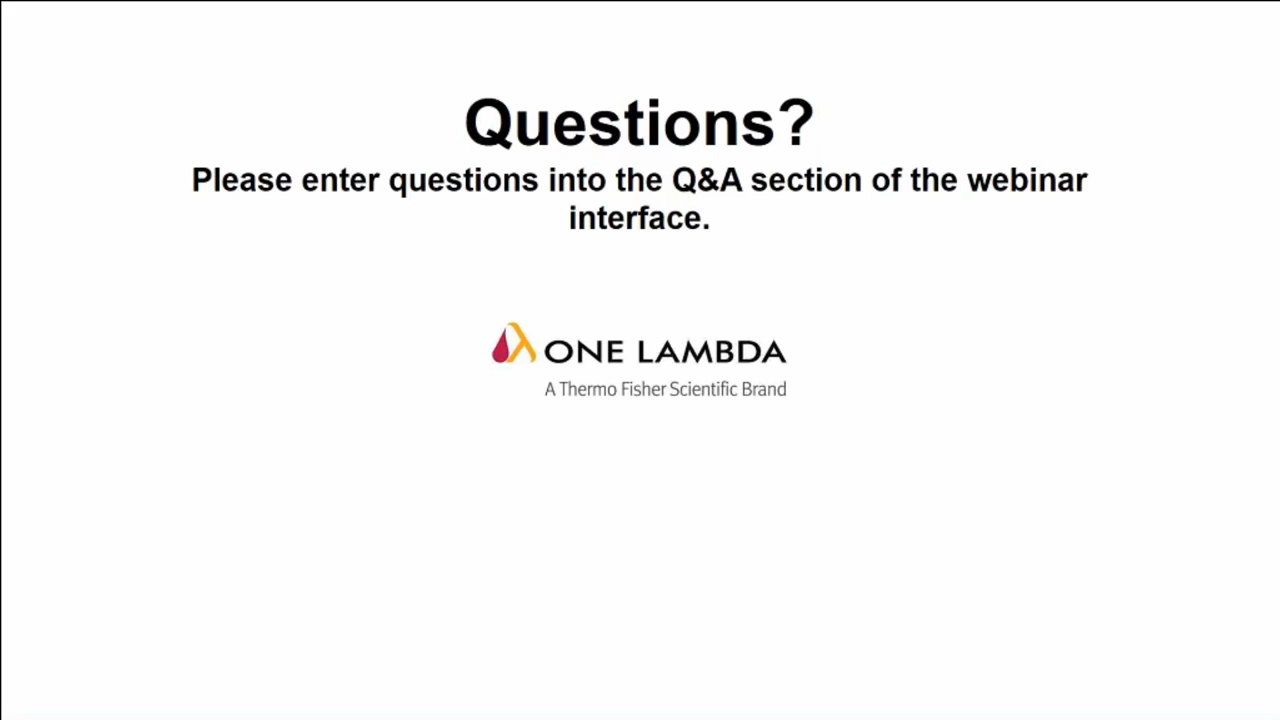 Questions?
Please enter questions into the Q&A section of the webinar
interface.
ONE LAMBDA
A Thermo Fisher Scientific Brand